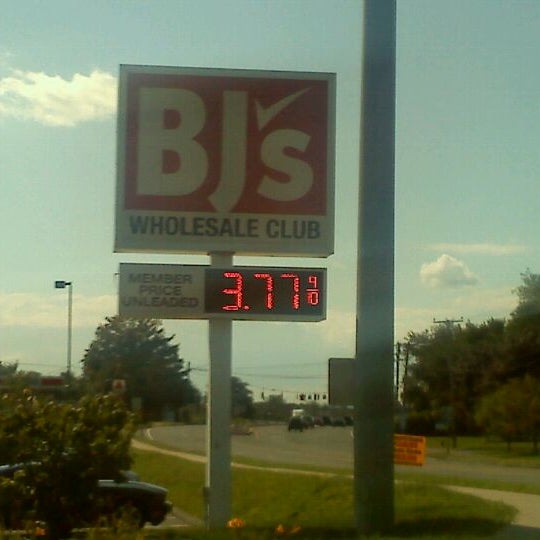 BJ's
WHOLESALE CLUB
MEMBER
PRICE
UNLEADED
3.77 9/10